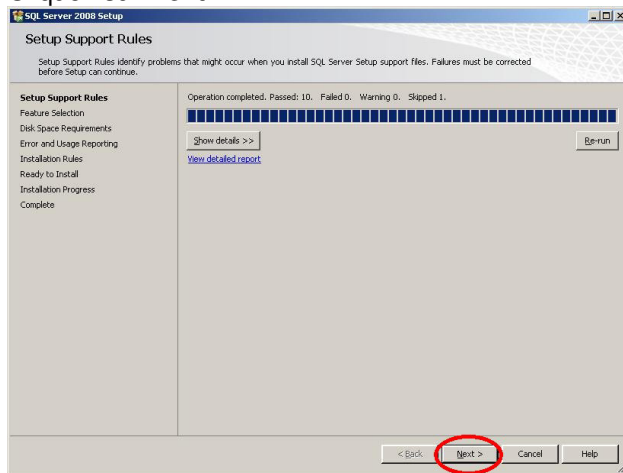 SQL Server 2008 Setup
Setup Support Rules
Setup Support Rules identify problems that might occur when you install SQL Server Setup support files. Failures must be corrected
before Setup can continue.
Setup Support Rules
Feature Selection
Disk Space Requirements
Error and Usage Reporting
Installation Rules
Ready to Install
Installation Progress
Complete
Operation completed. Passed: 10. Failed 0. Warning 0. Skipped 1.
Show details >>
Re-run
View detailed report
< Back
Next >
Cancel
Help